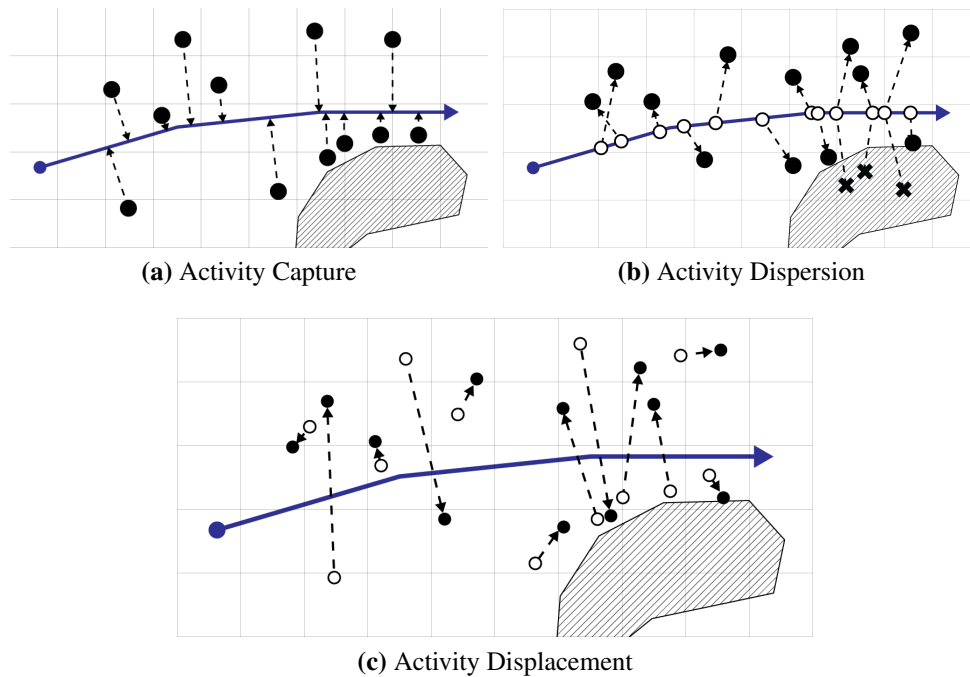 (a) Activity Capture
(b) Activity Dispersion
(c) Activity Displacement